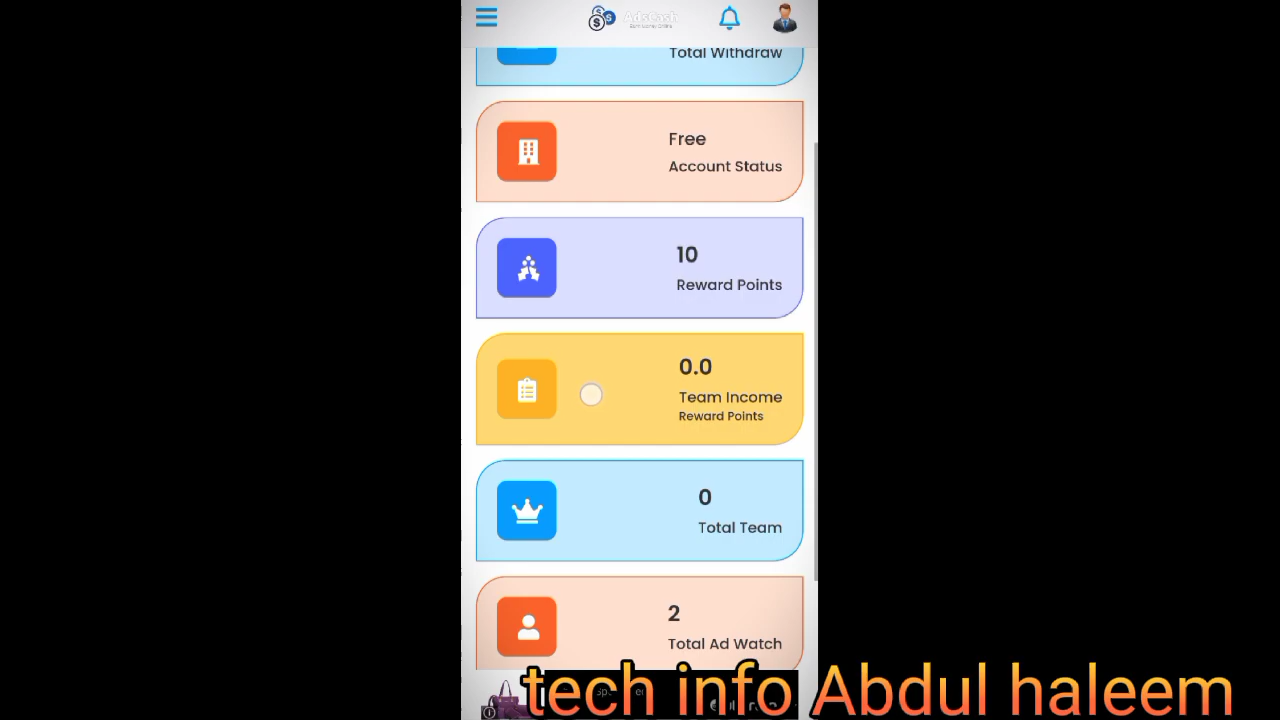 AdsCash
Total Withdraw
Free
Account Status
10
Reward Points
0.0
Team Income
Reward Points
0
Total Team
2
Total Ad Watch
tech info Abdul haleem